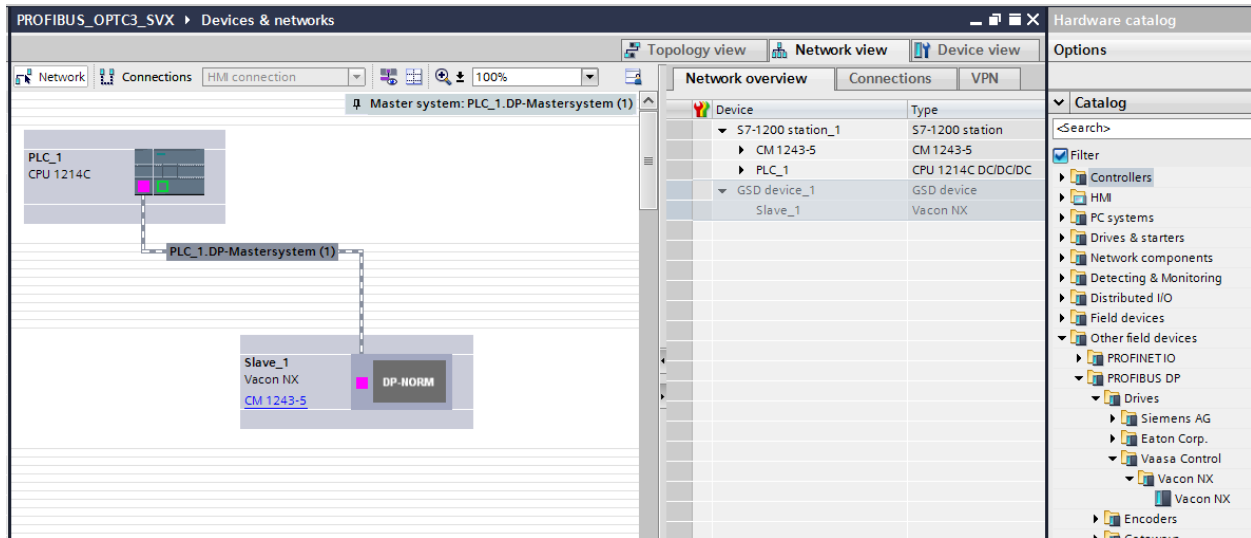 PROFIBUS_OPTC3_SVX ▸ Devices & networks
Topology view Network view Device view
Network Connections HMI connection 100%
Master system: PLC_1.DP-Mastersystem (1)
PLC_1
CPU 1214C
PLC_1.DP-Mastersystem (1)
Slave_1
Vacon NX
CM 1243-5
DP-NORM
Network overview Connections VPN
Device Type
S7-1200 station_1 S7-1200 station
CM 1243-5 CM 1243-5
PLC_1 CPU 1214C DC/DC/DC
GSD device_1 GSD device
Slave_1 Vacon NX
Hardware catalog
Options
Catalog
<Search>
Filter
Controllers
HMI
PC systems
Drives & starters
Network components
Detecting & Monitoring
Distributed I/O
Field devices
Other field devices
PROFINET IO
PROFIBUS DP
Drives
Siemens AG
Eaton Corp.
Vaasa Control
Vacon NX
Vacon NX
Encoders